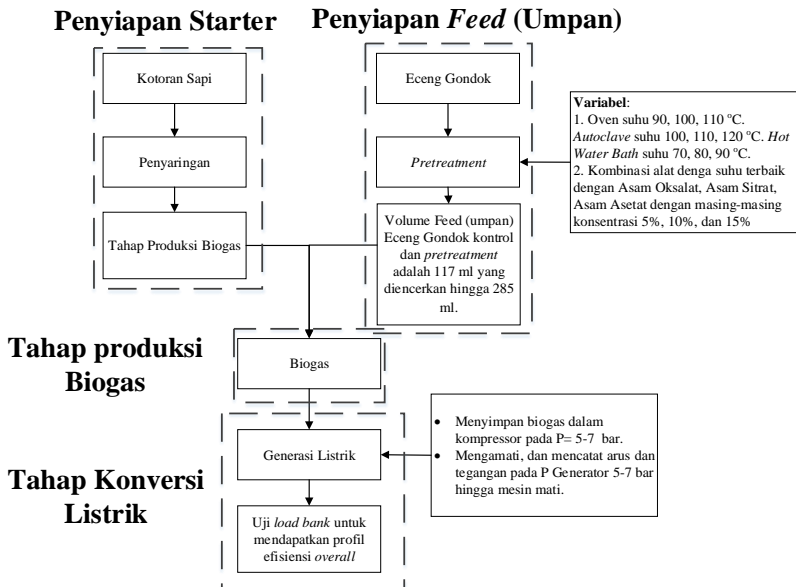 Penyiapan Starter
Kotoran Sapi
Penyaringan
Tahap Produksi Biogas
Penyiapan Feed (Umpan)
Eceng Gondok
Pretreatment
Volume Feed (umpan)
Eceng Gondok kontrol
dan pretreatment
adalah 117 ml yang
diencerkan hingga 285
ml.
Variabel:
1. Oven suhu 90, 100, 110 °C.
Autoclave suhu 100, 110, 120 °C. Hot
Water Bath suhu 70, 80, 90 °C.
2. Kombinasi alat denga suhu terbaik
dengan Asam Oksalat, Asam Sitrat,
Asam Asetat dengan masing-masing
konsentrasi 5%, 10%, dan 15%
Tahap produksi
Biogas
Biogas
Tahap Konversi
Listrik
Generasi Listrik
Uji load bank untuk
mendapatkan profil
efisiensi overall
• Menyimpan biogas dalam
kompressor pada P= 5-7 bar.
• Mengamati, dan mencatat arus dan
tegangan pada P Generator 5-7 bar
hingga mesin mati.